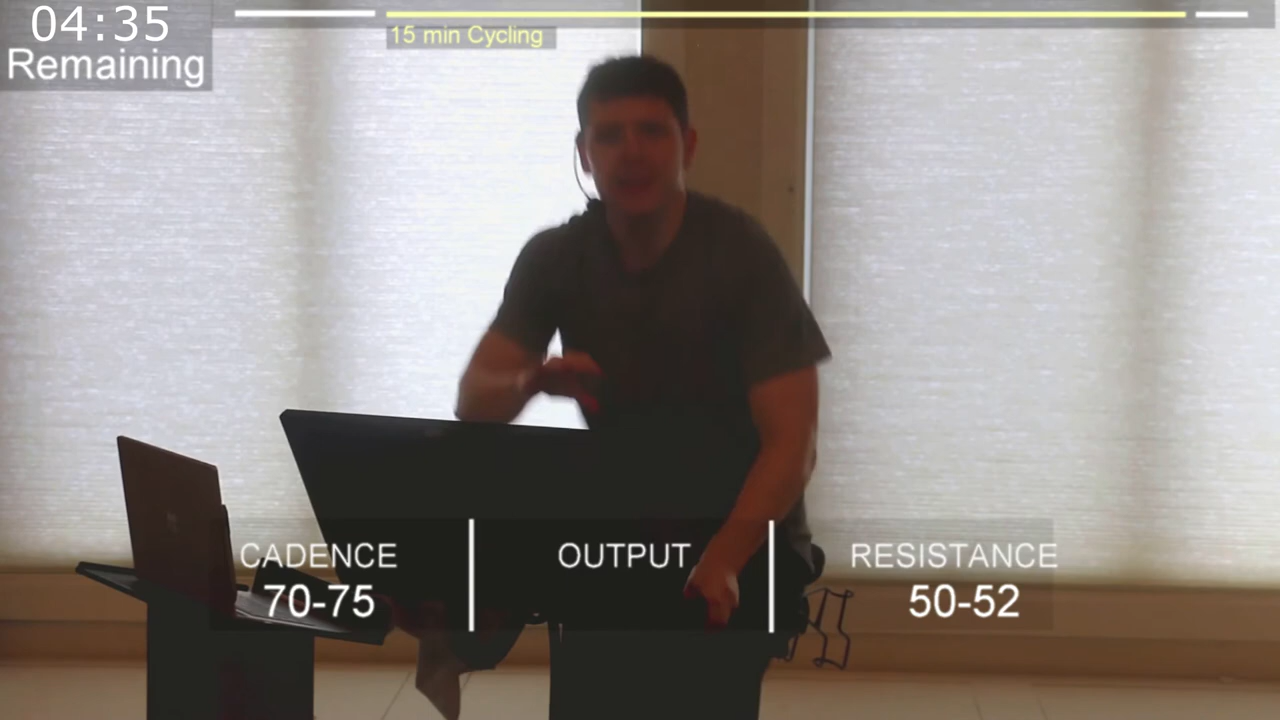 04:35
Remaining
15 min Cycling
CADENCE
70-75
OUTPUT
RESISTANCE
50-52